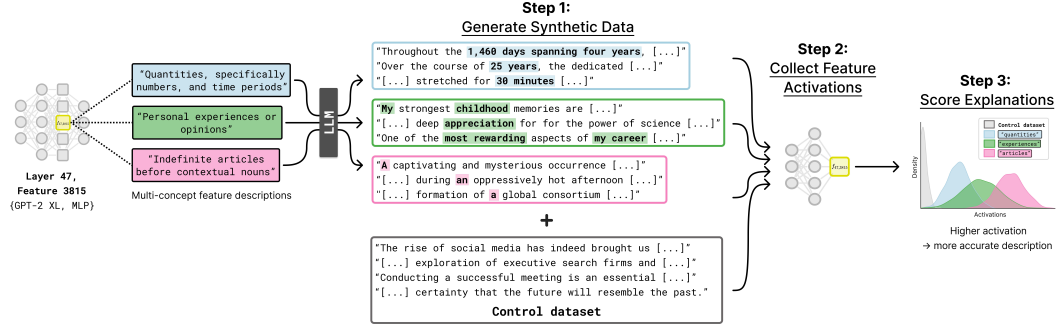 Step 1:
Generate Synthetic Data
"Throughout the 1,460 days spanning four years, [...]"
"Over the course of 25 years, the dedicated [...]"
"[...] stretched for 30 minutes [...]"
"Quantities, specifically
numbers, and time periods"
"Personal experiences or
opinions"
"Indefinite articles
before contextual nouns"
Multi-concept feature descriptions
Layer 47,
Feature 3815
{GPT-2 XL, MLP}
LLM
"My strongest childhood memories are [...]"
"[...] deep appreciation for for the power of science [...]"
"One of the most rewarding aspects of my career [...]"
"A captivating and mysterious occurrence [...]"
"[...] during an oppressively hot afternoon [...]"
"[...] formation of a global consortium [...]"
+
"The rise of social media has indeed brought us [...]"
"[...] exploration of executive search firms and [...]"
"Conducting a successful meeting is an essential [...]"
"[...] certainty that the future will resemble the past."
Control dataset
Step 2:
Collect Feature
Activations
Step 3:
Score Explanations
Control dataset
"quantities"
"experiences"
"articles"
Density
Activations
Higher activation
→ more accurate description